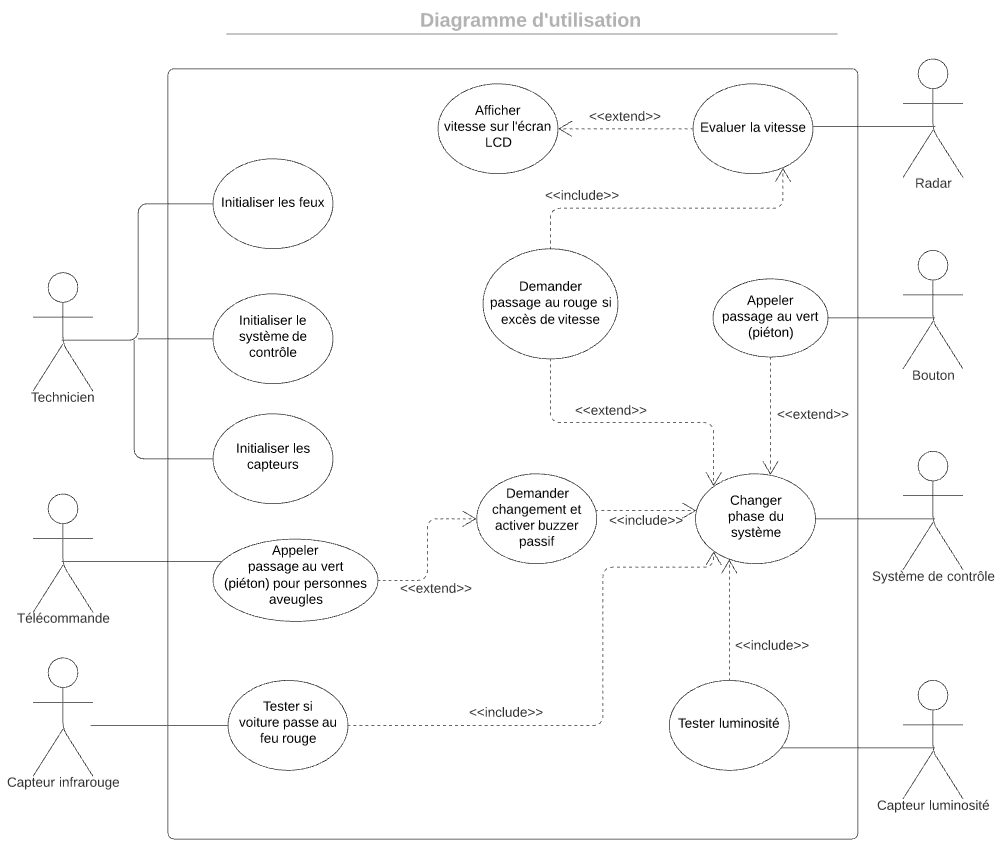 Diagramme d'utilisation
Afficher
vitesse sur l'écran
LCD
<<extend>>
Evaluer la vitesse
Radar
<<include>>
Initialiser les feux
Demander
passage au rouge si
excès de vitesse
Appeler
passage au vert
(piéton)
Bouton
Initialiser le
système de
contrôle
Technicien
<<extend>>
<<extend>>
Initialiser les
capteurs
Demander
changement et
activer buzzer
passif
<<include>>
Changer
phase du
système
Système de contrôle
Appeler
passage au vert
(piéton) pour personnes
aveugles
<<extend>>
Télécommande
<<include>>
Tester si
voiture passe au
feu rouge
<<include>>
Tester luminosité
Capteur infrarouge
Capteur luminosité